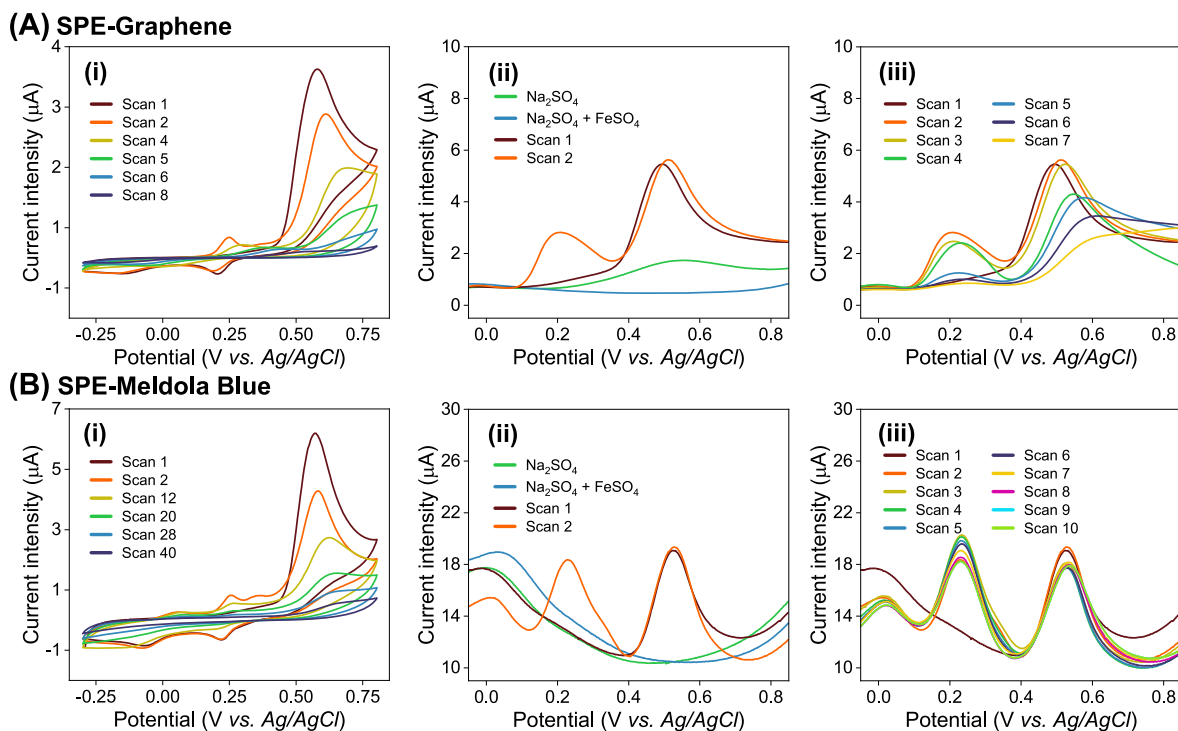 (A) SPE-Graphene
(i)
Scan 1
Scan 2
Scan 4
Scan 5
Scan 6
Scan 8
4
3
2
1
-1
Current intensity (μA)
-0.25 0.00 0.25 0.50 0.75
Potential (V vs. Ag/AgCl)
(ii)
Na₂SO₄
Na₂SO₄ + FeSO₄
Scan 1
Scan 2
10
8
6
4
2
0
Current intensity (μA)
0.0 0.2 0.4 0.6 0.8
Potential (V vs. Ag/AgCl)
(iii)
Scan 1 Scan 5
Scan 2 Scan 6
Scan 3 Scan 7
Scan 4
10
8
6
4
2
0
Current intensity (μA)
0.0 0.2 0.4 0.6 0.8
Potential (V vs. Ag/AgCl)
(B) SPE-Meldola Blue
(i)
Scan 1
Scan 2
Scan 12
Scan 20
Scan 28
Scan 40
7
5
3
1
-1
Current intensity (μA)
-0.25 0.00 0.25 0.50 0.75
Potential (V vs. Ag/AgCl)
(ii)
Na₂SO₄
Na₂SO₄ + FeSO₄
Scan 1
Scan 2
30
26
22
18
14
10
Current intensity (μA)
0.0 0.2 0.4 0.6 0.8
Potential (V vs. Ag/AgCl)
(iii)
Scan 1 Scan 6
Scan 2 Scan 7
Scan 3 Scan 8
Scan 4 Scan 9
Scan 5 Scan 10
30
26
22
18
14
10
Current intensity (μA)
0.0 0.2 0.4 0.6 0.8
Potential (V vs. Ag/AgCl)